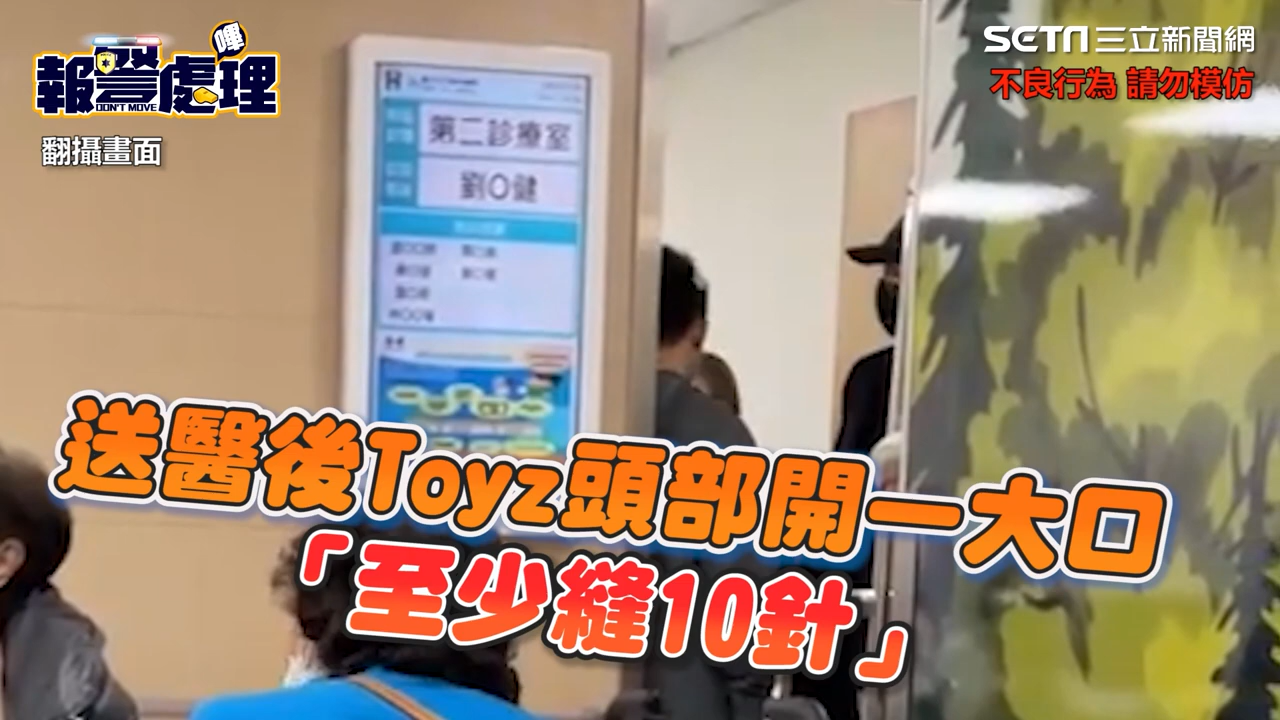 報警處理
嗶
DON'T MOVE
翻攝畫面
SETN三立新聞網
不良行為 請勿模仿
第二診療室
劉O健
送醫後Toyz頭部開一大口
「至少縫10針」